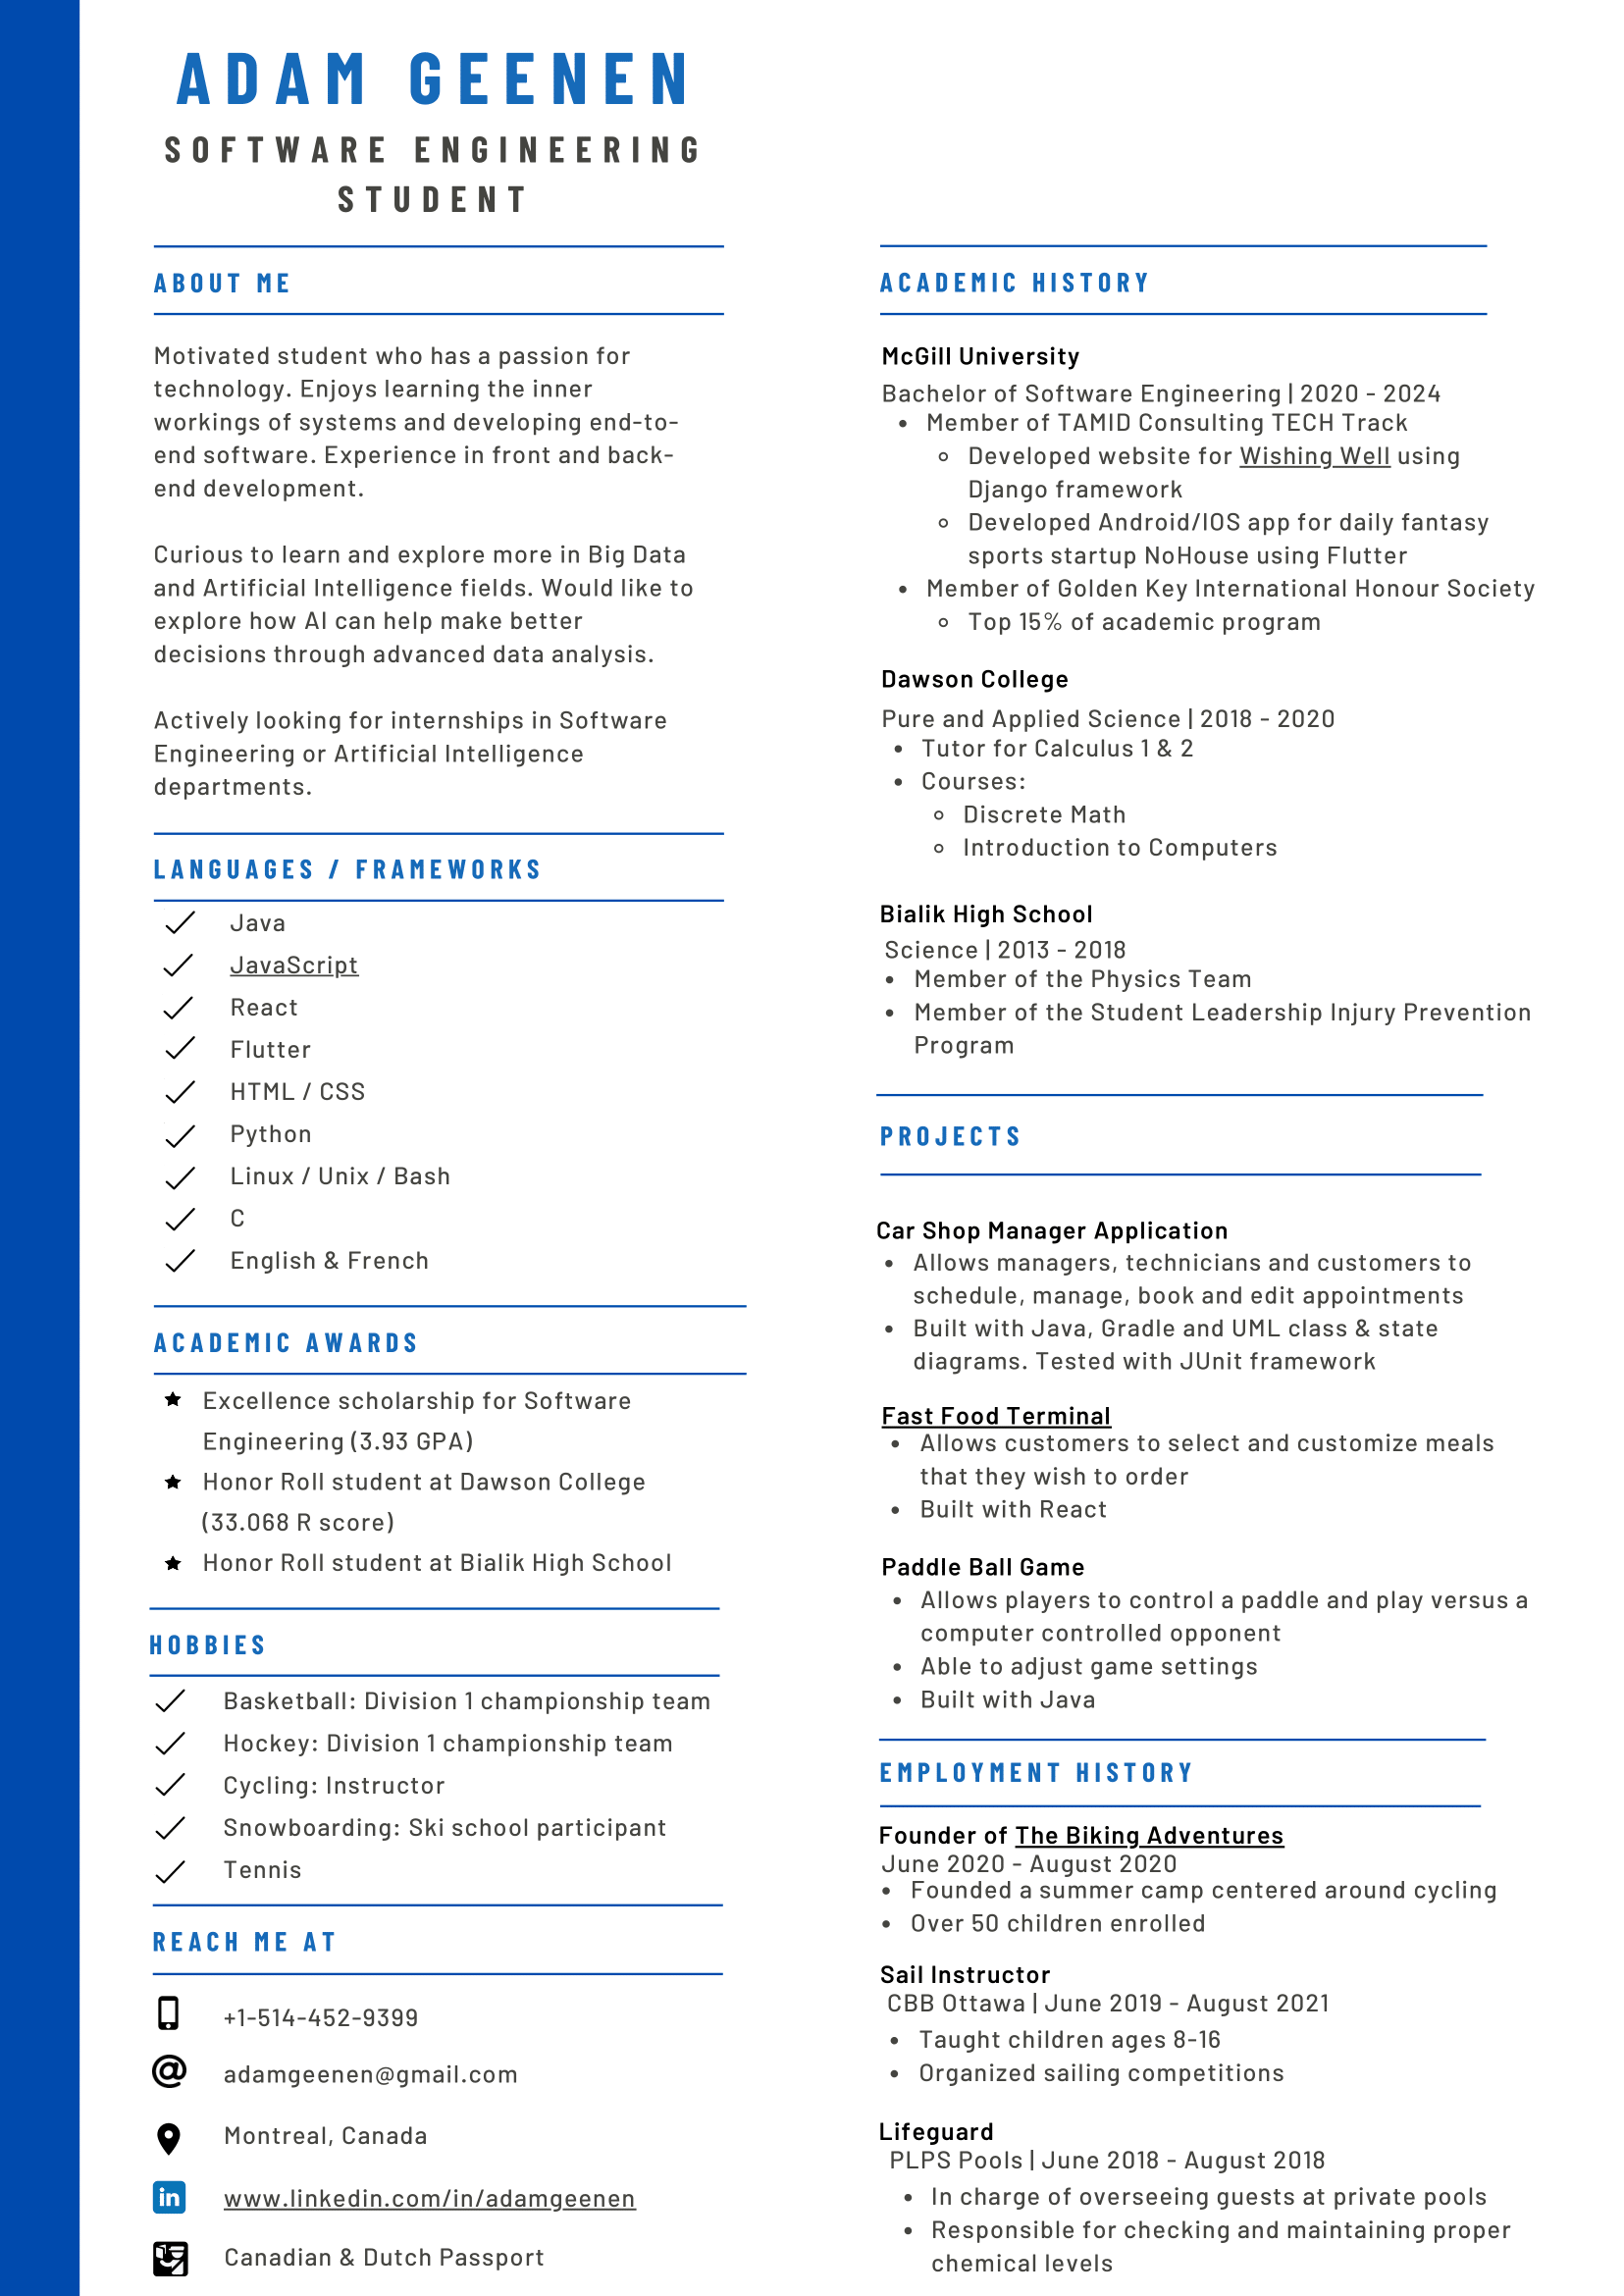 ADAM GEENEN
SOFTWARE ENGINEERING
STUDENT
ABOUT ME
Motivated student who has a passion for
technology. Enjoys learning the inner
workings of systems and developing end-to-
end software. Experience in front and back-
end development.
Curious to learn and explore more in Big Data
and Artificial Intelligence fields. Would like to
explore how AI can help make better
decisions through advanced data analysis.
Actively looking for internships in Software
Engineering or Artificial Intelligence
departments.
LANGUAGES / FRAMEWORKS
Java
JavaScript
React
Flutter
HTML / CSS
Python
Linux / Unix / Bash
C
English & French
ACADEMIC AWARDS
Excellence scholarship for Software
Engineering (3.93 GPA)
Honor Roll student at Dawson College
(33.068 R score)
Honor Roll student at Bialik High School
HOBBIES
Basketball: Division 1 championship team
Hockey: Division 1 championship team
Cycling: Instructor
Snowboarding: Ski school participant
Tennis
REACH ME AT
+1-514-452-9399
adamgeenen@gmail.com
Montreal, Canada
www.linkedin.com/in/adamgeenen
Canadian & Dutch Passport
ACADEMIC HISTORY
McGill University
Bachelor of Software Engineering | 2020 - 2024
• Member of TAMID Consulting TECH Track
◦ Developed website for Wishing Well using
Django framework
◦ Developed Android/IOS app for daily fantasy
sports startup NoHouse using Flutter
• Member of Golden Key International Honour Society
◦ Top 15% of academic program
Dawson College
Pure and Applied Science | 2018 - 2020
• Tutor for Calculus 1 & 2
• Courses:
◦ Discrete Math
◦ Introduction to Computers
Bialik High School
Science | 2013 - 2018
• Member of the Physics Team
• Member of the Student Leadership Injury Prevention
Program
PROJECTS
Car Shop Manager Application
• Allows managers, technicians and customers to
schedule, manage, book and edit appointments
• Built with Java, Gradle and UML class & state
diagrams. Tested with JUnit framework
Fast Food Terminal
• Allows customers to select and customize meals
that they wish to order
• Built with React
Paddle Ball Game
• Allows players to control a paddle and play versus a
computer controlled opponent
• Able to adjust game settings
• Built with Java
EMPLOYMENT HISTORY
Founder of The Biking Adventures
June 2020 - August 2020
• Founded a summer camp centered around cycling
• Over 50 children enrolled
Sail Instructor
CBB Ottawa | June 2019 - August 2021
• Taught children ages 8-16
• Organized sailing competitions
Lifeguard
PLPS Pools | June 2018 - August 2018
• In charge of overseeing guests at private pools
• Responsible for checking and maintaining proper
chemical levels